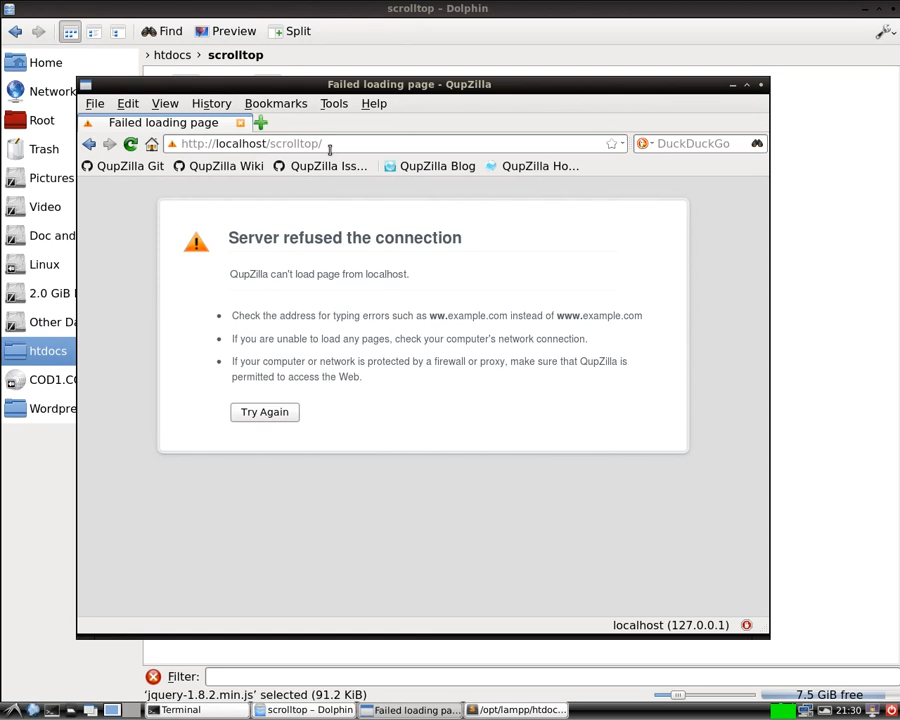 scrolltop – Dolphin
Find Preview Split
› htdocs › scrolltop
Home
Network
Root
Trash
Pictures
Video
Doc and
Linux
2.0 GiB
Other Da
htdocs
COD1.CO
Wordpre
Failed loading page - QupZilla
File Edit View History Bookmarks Tools Help
Failed loading page
http://localhost/scrolltop/ DuckDuckGo
QupZilla Git QupZilla Wiki QupZilla Iss... QupZilla Blog QupZilla Ho...
Server refused the connection
QupZilla can't load page from localhost.
• Check the address for typing errors such as ww.example.com instead of www.example.com
• If you are unable to load any pages, check your computer's network connection.
• If your computer or network is protected by a firewall or proxy, make sure that QupZilla is
permitted to access the Web.
Try Again
localhost (127.0.0.1)
Filter:
'jquery-1.8.2.min.js' selected (91.2 KiB) 7.5 GiB free
Terminal scrolltop – Dolphin Failed loading pa... /opt/lampp/htdoc... 21:30